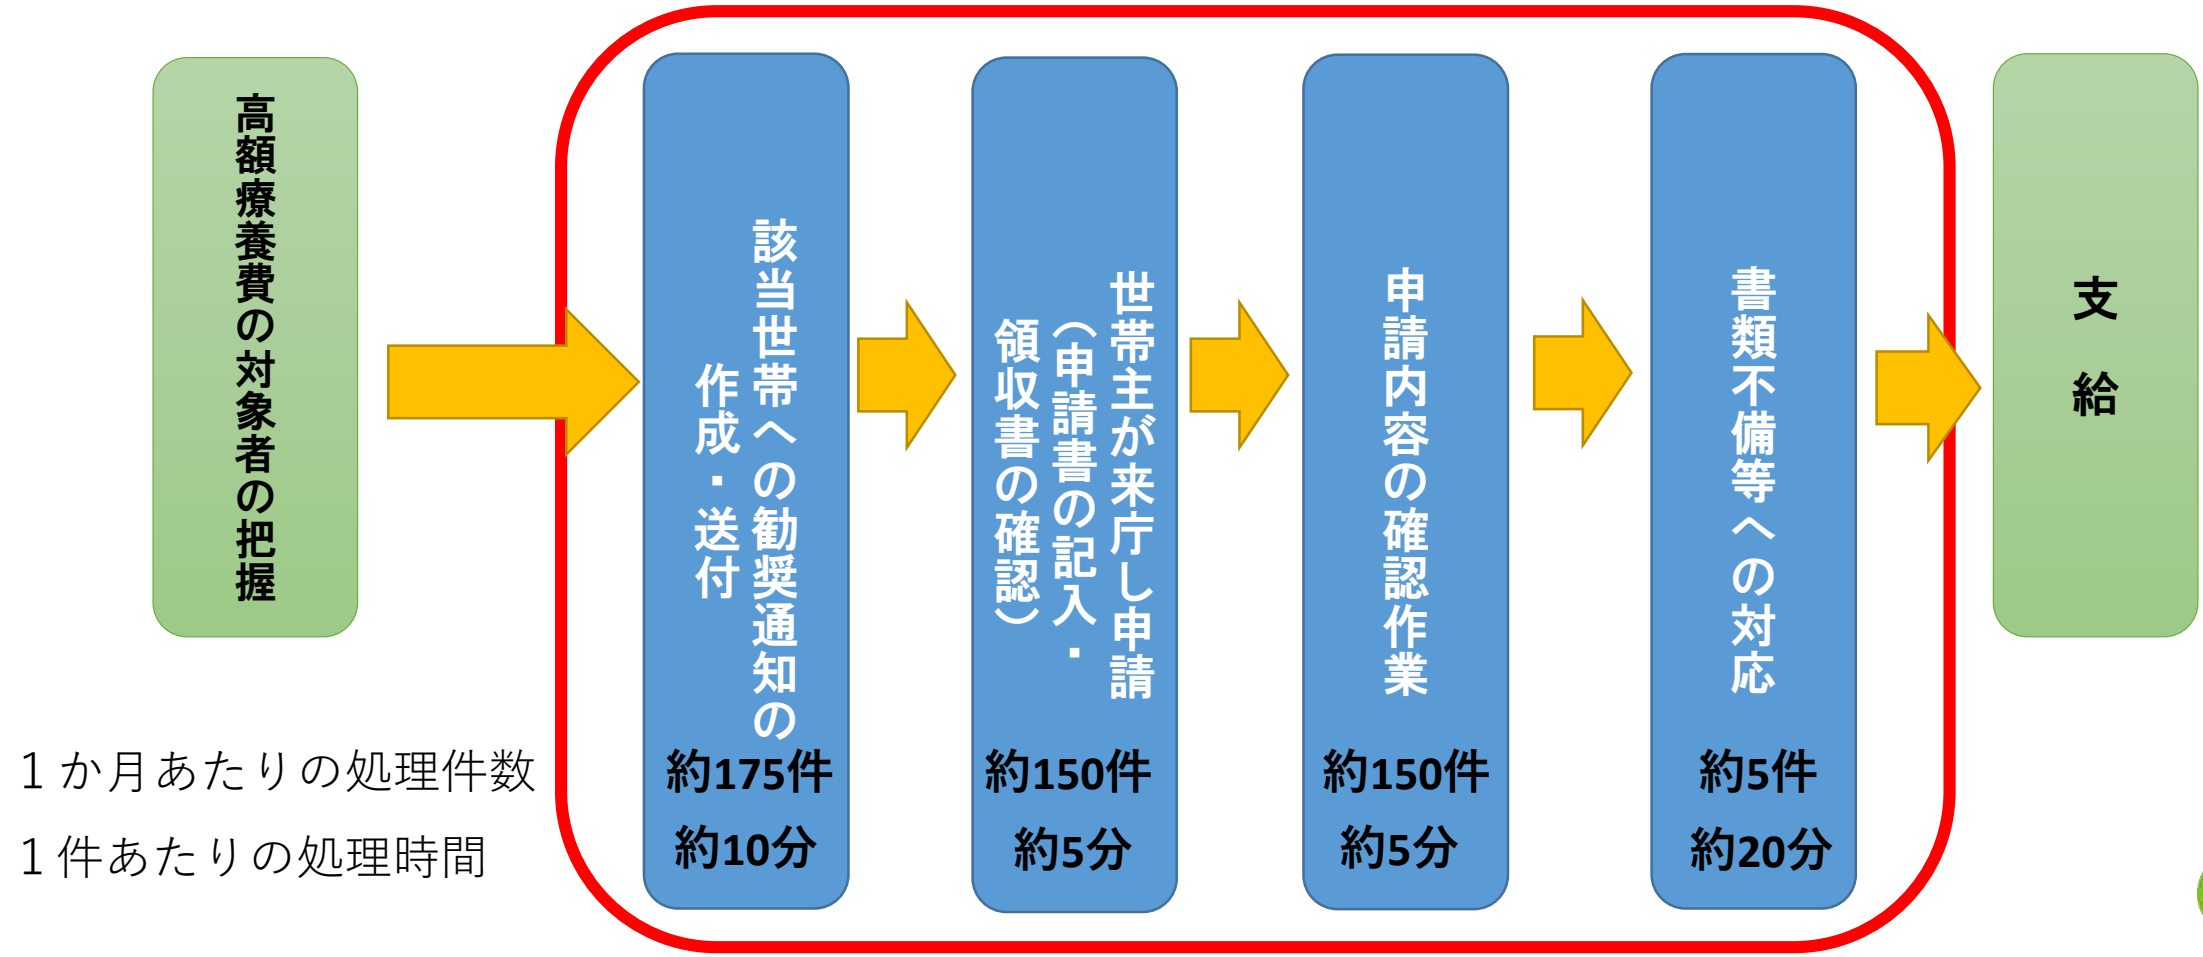 高額療養費の対象者の把握
該当世帯への勧奨通知の
作成・送付
約175件
約10分
世帯主が来庁し申請
（申請書の記入・
領収書の確認）
約150件
約5分
申請内容の確認作業
約150件
約5分
書類不備等への対応
約5件
約20分
支給
１か月あたりの処理件数
１件あたりの処理時間